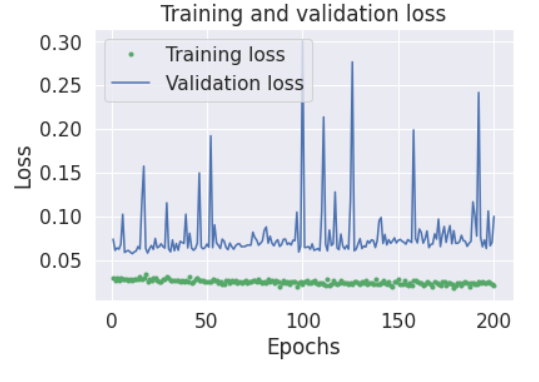 Training and validation loss
0.30
0.25
0.20
0.15
0.10
0.05
Loss
Training loss
Validation loss
0
50
100
150
200
Epochs